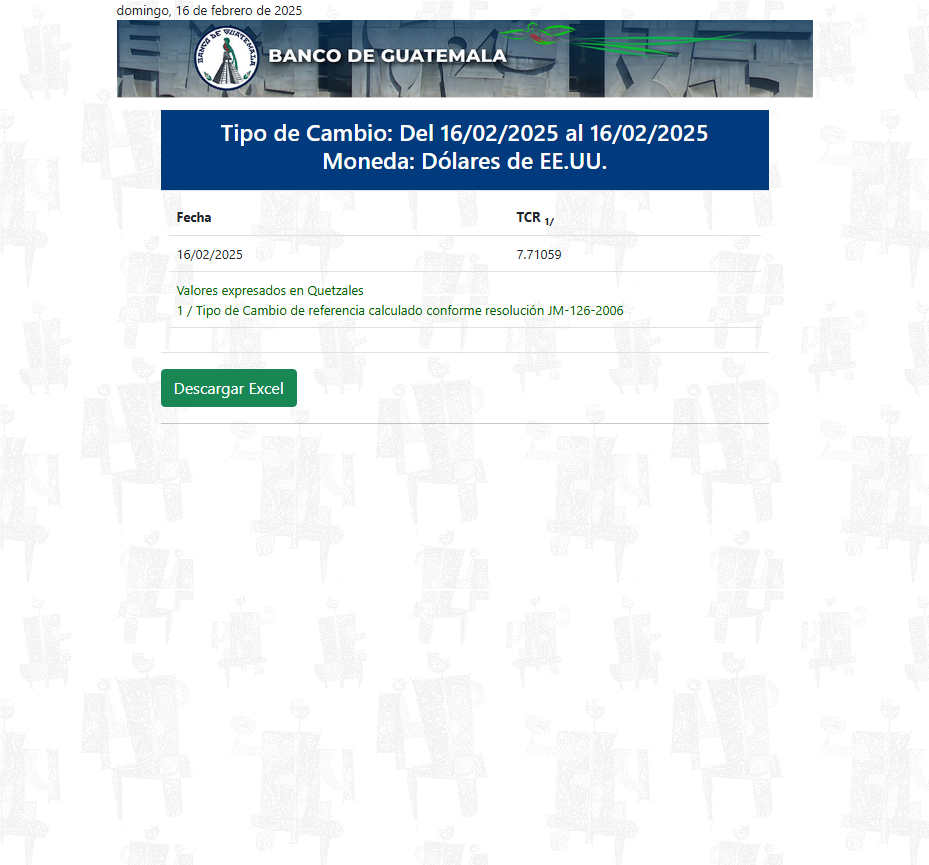 domingo, 16 de febrero de 2025
BANCO DE GUATEMALA
BANCO DE GUATEMALA
Tipo de Cambio: Del 16/02/2025 al 16/02/2025
Moneda: Dólares de EE.UU.
Fecha TCR 1/
16/02/2025 7.71059
Valores expresados en Quetzales
1 / Tipo de Cambio de referencia calculado conforme resolución JM-126-2006
Descargar Excel